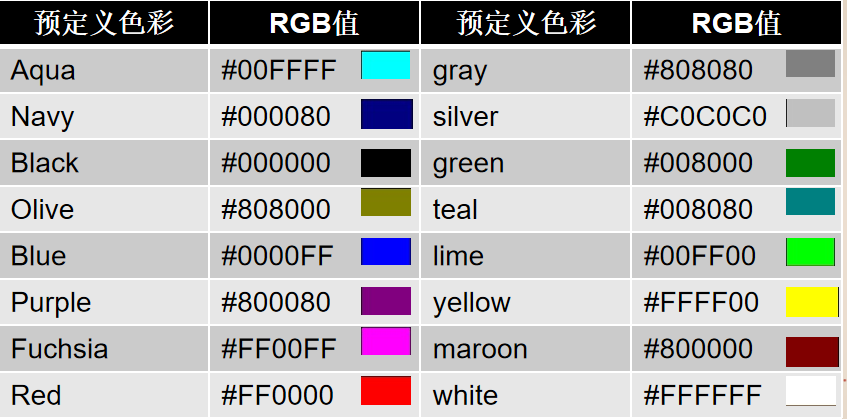 预定义色彩 RGB值 预定义色彩 RGB值
Aqua #00FFFF gray #808080
Navy #000080 silver #C0C0C0
Black #000000 green #008000
Olive #808000 teal #008080
Blue #0000FF lime #00FF00
Purple #800080 yellow #FFFF00
Fuchsia #FF00FF maroon #800000
Red #FF0000 white #FFFFFF